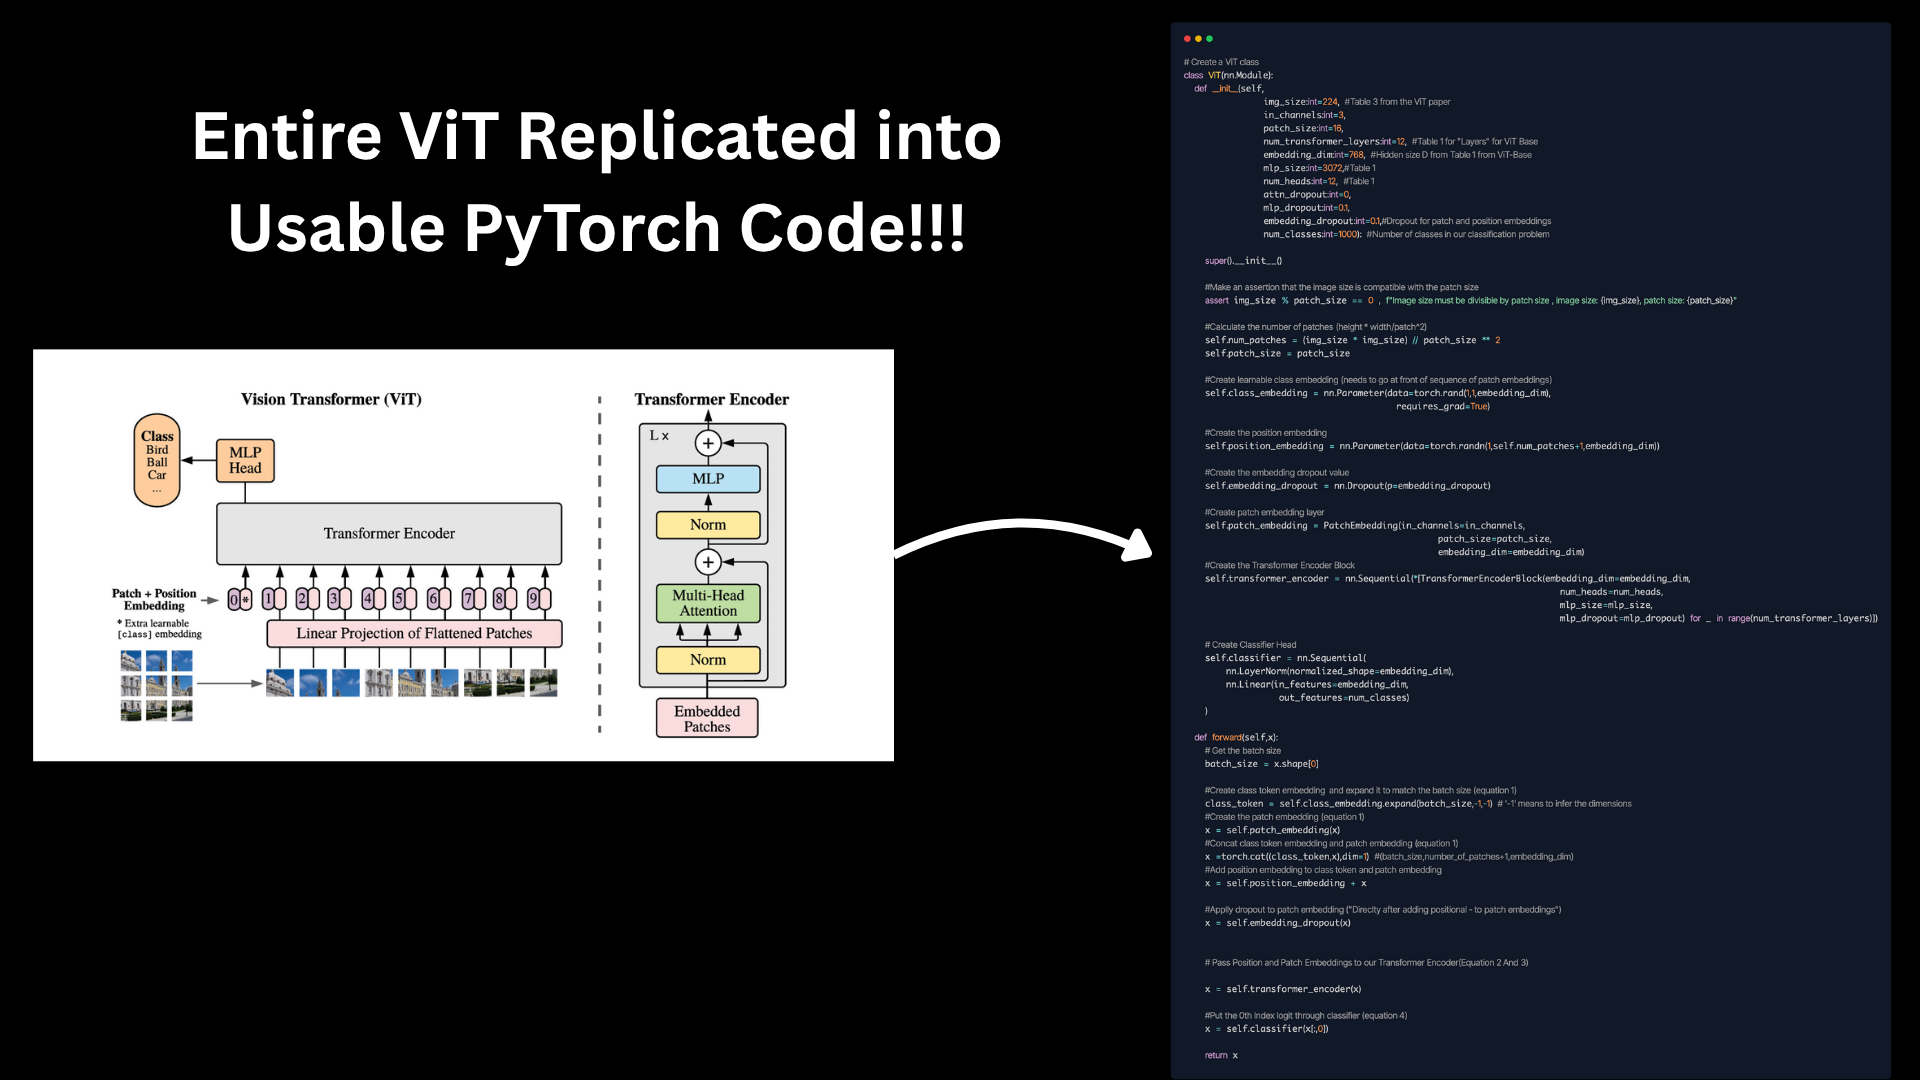 Entire ViT Replicated into
Usable PyTorch Code!!!
Vision Transformer (ViT)
Class
Bird
Ball
Car
...
MLP
Head
Transformer Encoder
Patch + Position
Embedding
* Extra learnable
[class] embedding
0 * 1 2 3 4 5 6 7 8 9
Linear Projection of Flattened Patches
Transformer Encoder
L x
+
MLP
Norm
+
Multi-Head
Attention
Norm
Embedded
Patches
# Create a ViT class
class ViT(nn.Module):
def __init__(self,
img_size:int=224, #Table 3 from the ViT paper
in_channels:int=3,
patch_size:int=16,
num_transformer_layers:int=12, #Table 1 for "Layers" for ViT Base
embedding_dim:int=768, #Hidden size D from Table 1 from ViT-Base
mlp_size:int=3072,#Table 1
num_heads:int=12, #Table 1
attn_dropout:int=0,
mlp_dropout:int=0.1,
embedding_dropout:int=0.1,#Dropout for patch and position embeddings
num_classes:int=1000): #Number of classes in our classification problem
super().__init__()
#Make an assertion that the image size is compatible with the patch size
assert img_size % patch_size == 0 , f"Image size must be divisible by patch size , image size: {img_size}, patch size: {patch_size}"
#Calculate the number of patches (height * width/patch^2)
self.num_patches = (img_size * img_size) // patch_size ** 2
self.patch_size = patch_size
#Create learnable class embedding (needs to go at front of sequence of patch embeddings)
self.class_embedding = nn.Parameter(data=torch.rand(1,1,embedding_dim),
requires_grad=True)
#Create the position embedding
self.position_embedding = nn.Parameter(data=torch.randn(1,self.num_patches+1,embedding_dim))
#Create the embedding dropout value
self.embedding_dropout = nn.Dropout(p=embedding_dropout)
#Create patch embedding layer
self.patch_embedding = PatchEmbedding(in_channels=in_channels,
patch_size=patch_size,
embedding_dim=embedding_dim)
#Create the Transformer Encoder Block
self.transformer_encoder = nn.Sequential(*[TransformerEncoderBlock(embedding_dim=embedding_dim,
num_heads=num_heads,
mlp_size=mlp_size,
mlp_dropout=mlp_dropout) for _ in range(num_transformer_layers)])
# Create Classifier Head
self.classifier = nn.Sequential(
nn.LayerNorm(normalized_shape=embedding_dim),
nn.Linear(in_features=embedding_dim,
out_features=num_classes)
)
def forward(self,x):
# Get the batch size
batch_size = x.shape[0]
#Create class token embedding and expand it to match the batch size (equation 1)
class_token = self.class_embedding.expand(batch_size,-1,-1) # '-1' means to infer the dimensions
#Create the patch embedding (equation 1)
x = self.patch_embedding(x)
#Concat class token embedding and patch embedding (equation 1)
x =torch.cat((class_token,x),dim=1) #(batch_size,number_of_patches+1,embedding_dim)
#Add position embedding to class token and patch embedding
x = self.position_embedding + x
#Appliy dropout to patch embedding ("Direclty after adding positional - to patch embeddings")
x = self.embedding_dropout(x)
# Pass Position and Patch Embeddings to our Transformer Encoder(Equation 2 And 3)
x = self.transformer_encoder(x)
#Put the 0th index logit through classifier (equation 4)
x = self.classifier(x[:,0])
return x